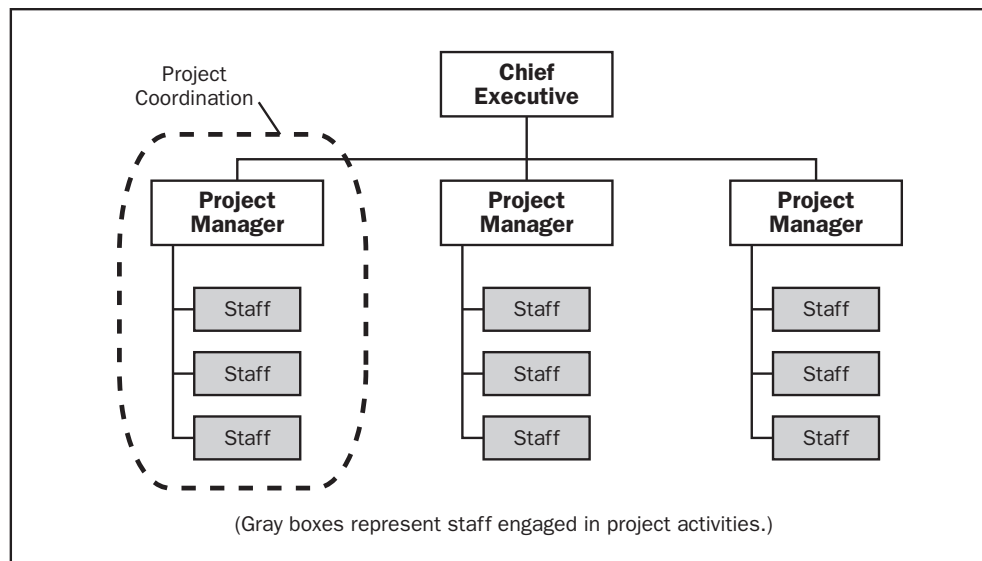 Project
Coordination
Chief
Executive
Project
Manager
Project
Manager
Project
Manager
Staff
Staff
Staff
Staff
Staff
Staff
Staff
Staff
Staff
(Gray boxes represent staff engaged in project activities.)